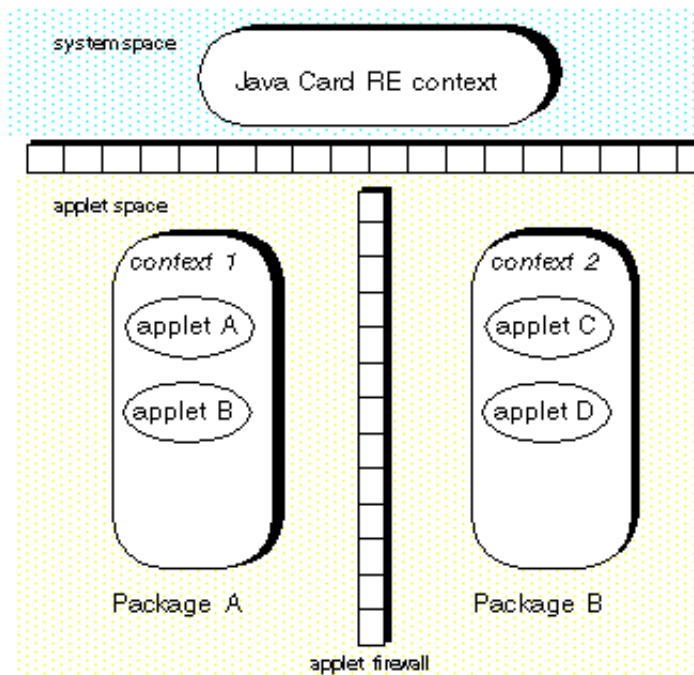 system space
Java Card RE context
applet space
context 1
applet A
applet B
Package A
context 2
applet C
applet D
Package B
applet firewall